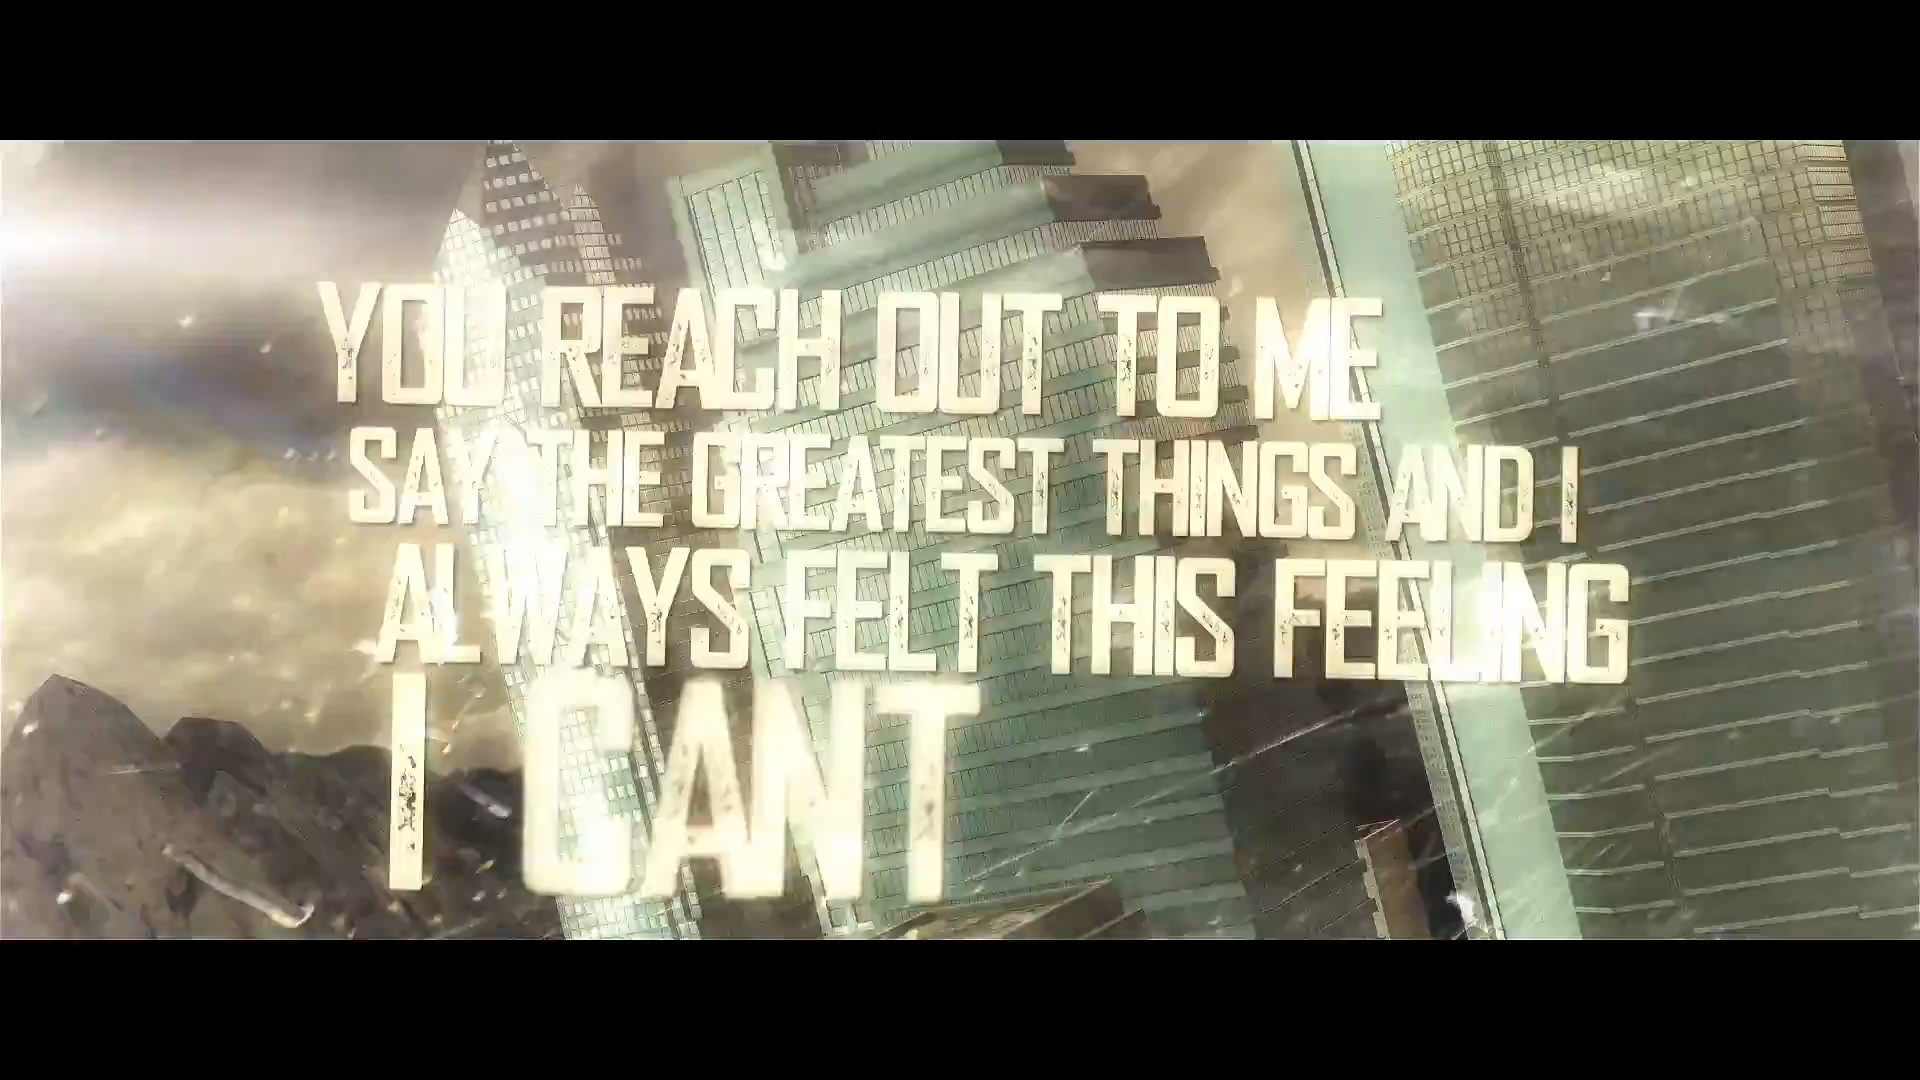 YOU REACH OUT TO ME
SAY THE GREATEST THINGS AND I
ALWAYS FELT THIS FEELING
I CANT